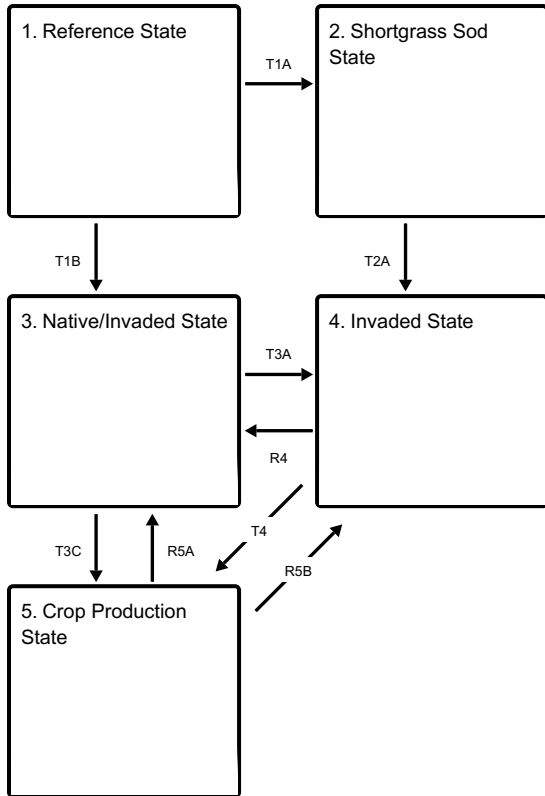 1. Reference State
T1A
2. Shortgrass Sod
State
T1B
T2A
3. Native/Invaded State
T3A
4. Invaded State
R4
T3C
R5A
T4
R5B
5. Crop Production
State